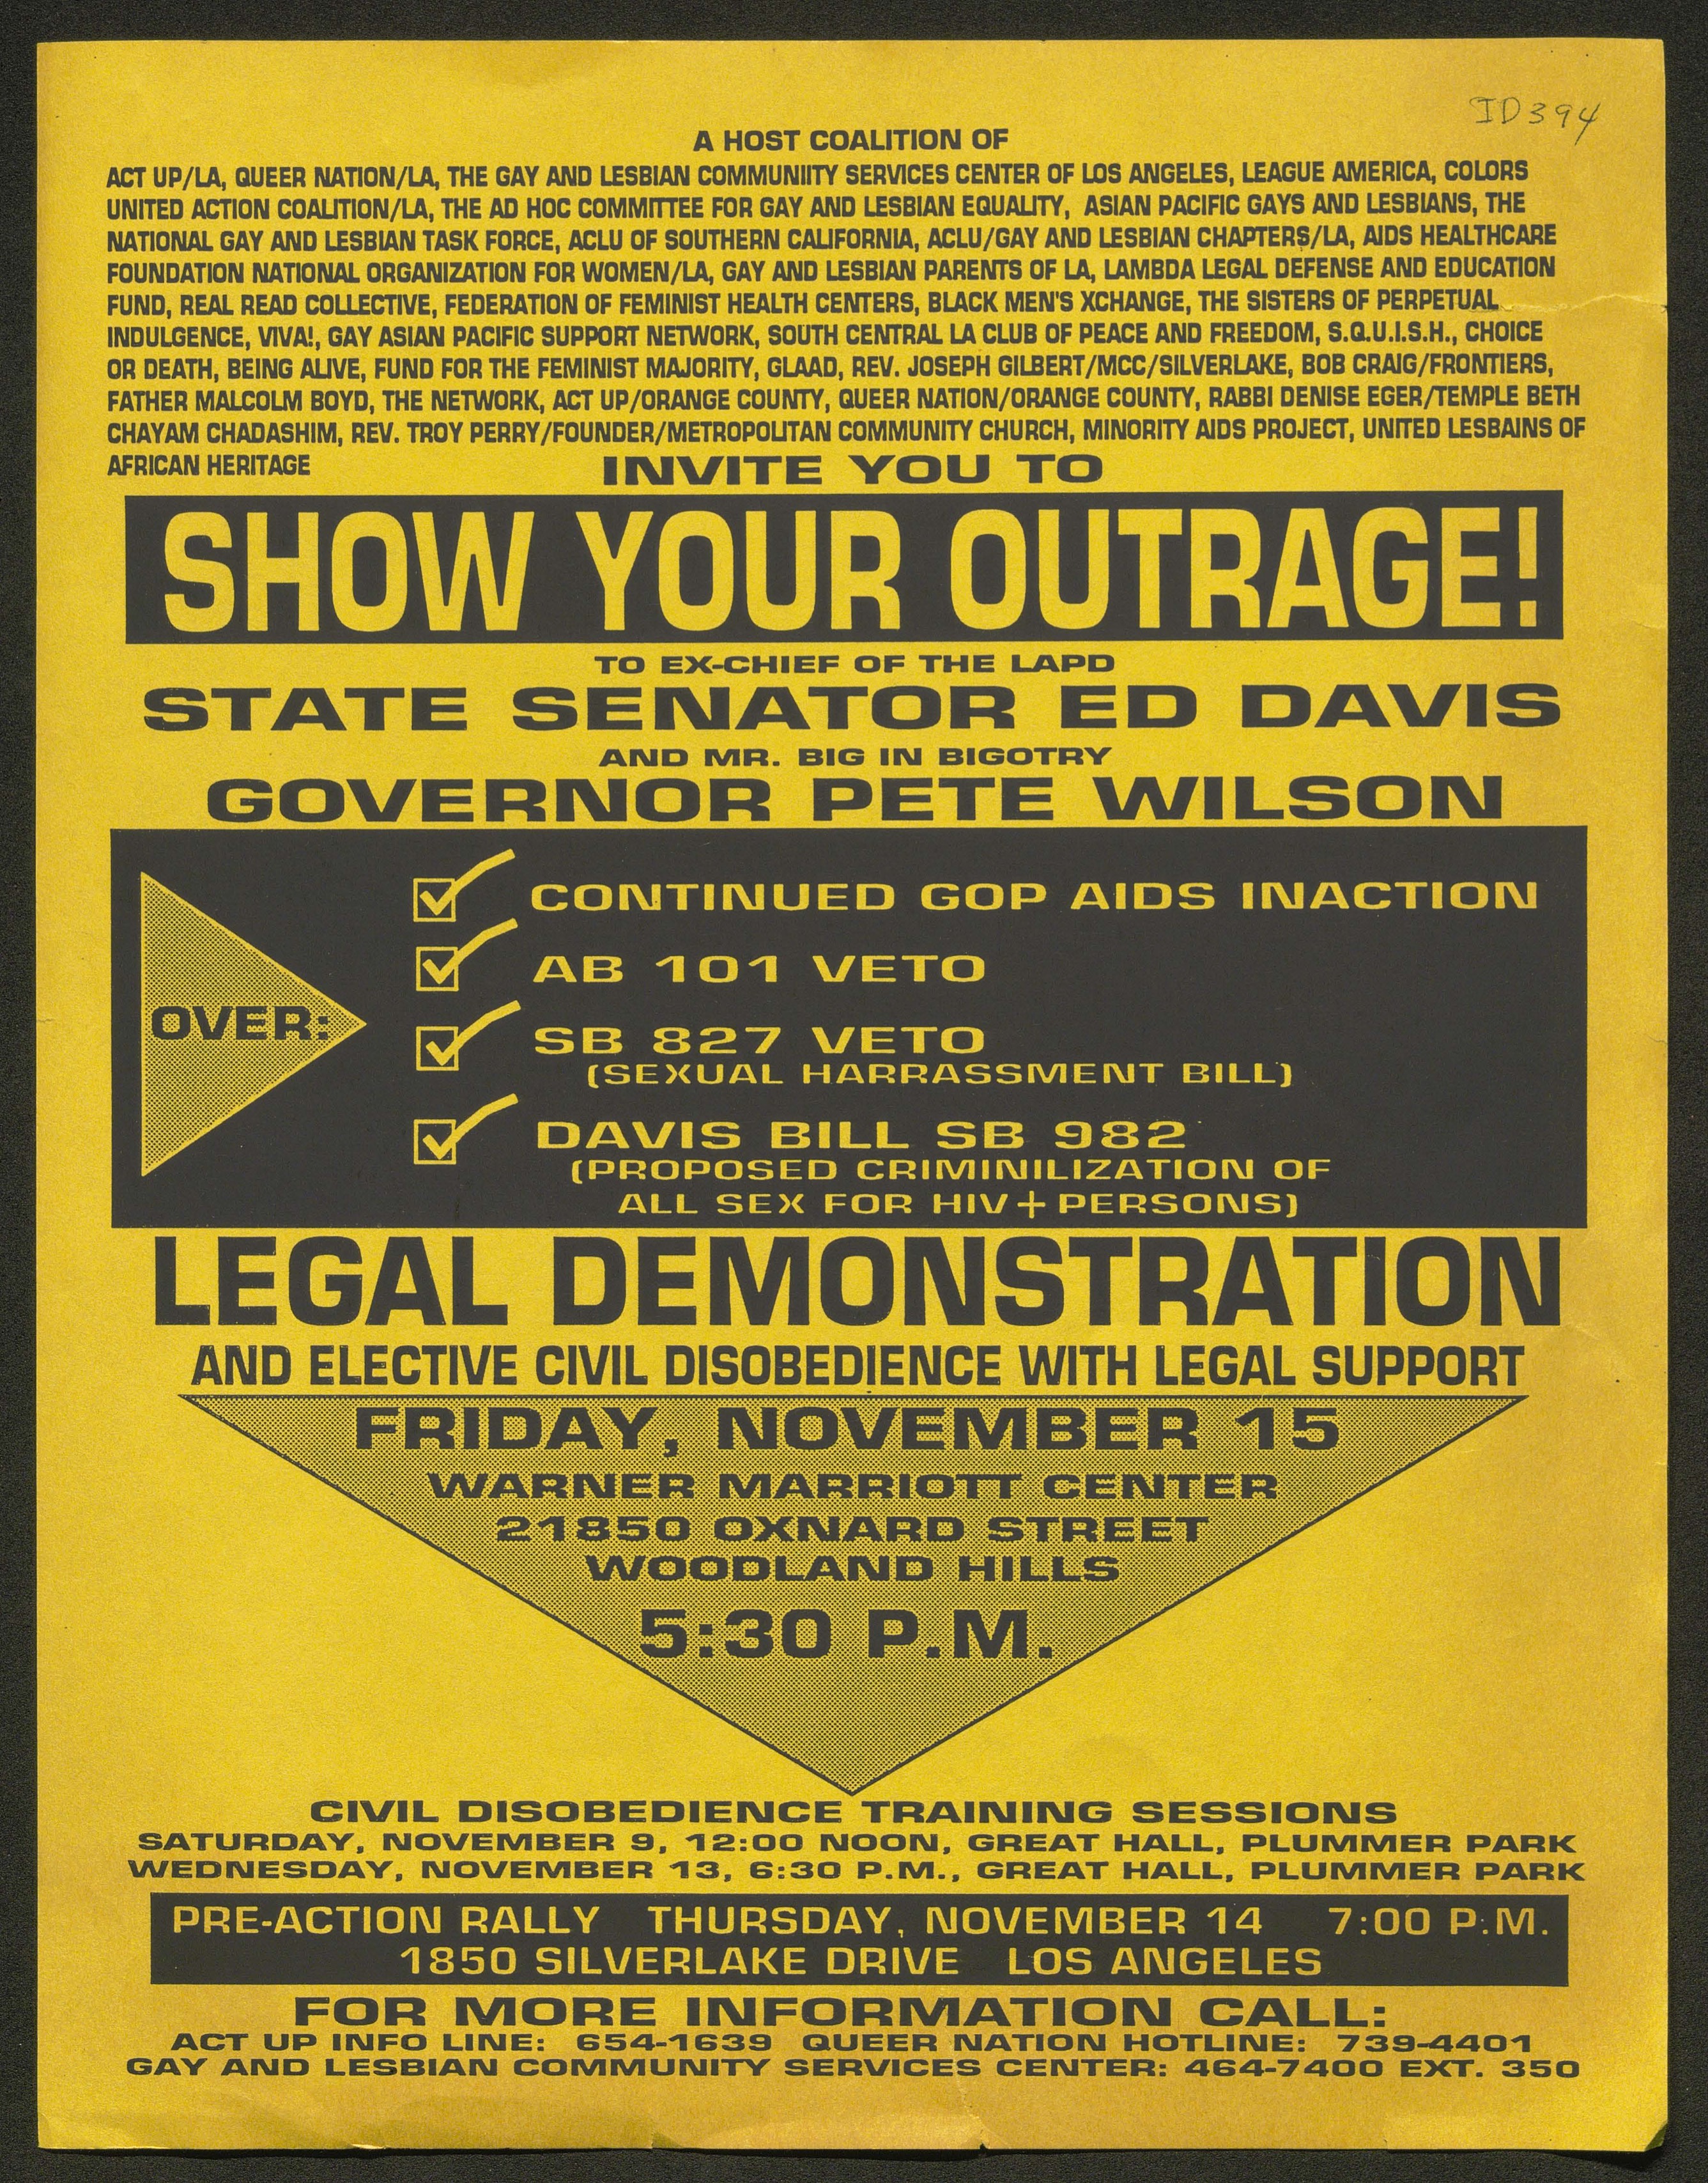 ID394
A HOST COALITION OF
ACT UP/LA, QUEER NATION/LA, THE GAY AND LESBIAN COMMUNIITY SERVICES CENTER OF LOS ANGELES, LEAGUE AMERICA, COLORS
UNITED ACTION COALITION/LA, THE AD HOC COMMITTEE FOR GAY AND LESBIAN EQUALITY, ASIAN PACIFIC GAYS AND LESBIANS, THE
NATIONAL GAY AND LESBIAN TASK FORCE, ACLU OF SOUTHERN CALIFORNIA, ACLU/GAY AND LESBIAN CHAPTERS/LA, AIDS HEALTHCARE
FOUNDATION NATIONAL ORGANIZATION FOR WOMEN/LA, GAY AND LESBIAN PARENTS OF LA, LAMBDA LEGAL DEFENSE AND EDUCATION
FUND, REAL READ COLLECTIVE, FEDERATION OF FEMINIST HEALTH CENTERS, BLACK MEN'S XCHANGE, THE SISTERS OF PERPETUAL
INDULGENCE, VIVA!, GAY ASIAN PACIFIC SUPPORT NETWORK, SOUTH CENTRAL LA CLUB OF PEACE AND FREEDOM, S.Q.U.I.S.H., CHOICE
OR DEATH, BEING ALIVE, FUND FOR THE FEMINIST MAJORITY, GLAAD, REV. JOSEPH GILBERT/MCC/SILVERLAKE, BOB CRAIG/FRONTIERS,
FATHER MALCOLM BOYD, THE NETWORK, ACT UP/ORANGE COUNTY, QUEER NATION/ORANGE COUNTY, RABBI DENISE EGER/TEMPLE BETH
CHAYAM CHADASHIM, REV. TROY PERRY/FOUNDER/METROPOLITAN COMMUNITY CHURCH, MINORITY AIDS PROJECT, UNITED LESBAINS OF
AFRICAN HERITAGE
INVITE YOU TO
SHOW YOUR OUTRAGE!
TO EX-CHIEF OF THE LAPD
STATE SENATOR ED DAVIS
AND MR. BIG IN BIGOTRY
GOVERNOR PETE WILSON
OVER:
CONTINUED GOP AIDS INACTION
AB 101 VETO
SB 827 VETO
(SEXUAL HARRASSMENT BILL)
DAVIS BILL SB 982
(PROPOSED CRIMINILIZATION OF
ALL SEX FOR HIV+PERSONS)
LEGAL DEMONSTRATION
AND ELECTIVE CIVIL DISOBEDIENCE WITH LEGAL SUPPORT
FRIDAY, NOVEMBER 15
WARNER MARRIOTT CENTER
21850 OXNARD STREET
WOODLAND HILLS
5:30 P.M.
CIVIL DISOBEDIENCE TRAINING SESSIONS
SATURDAY, NOVEMBER 9, 12:00 NOON, GREAT HALL, PLUMMER PARK
WEDNESDAY, NOVEMBER 13, 6:30 P.M., GREAT HALL, PLUMMER PARK
PRE-ACTION RALLY THURSDAY, NOVEMBER 14 7:00 P.M.
1850 SILVERLAKE DRIVE LOS ANGELES
FOR MORE INFORMATION CALL:
ACT UP INFO LINE: 654-1639 QUEER NATION HOTLINE: 739-4401
GAY AND LESBIAN COMMUNITY SERVICES CENTER: 464-7400 EXT. 350